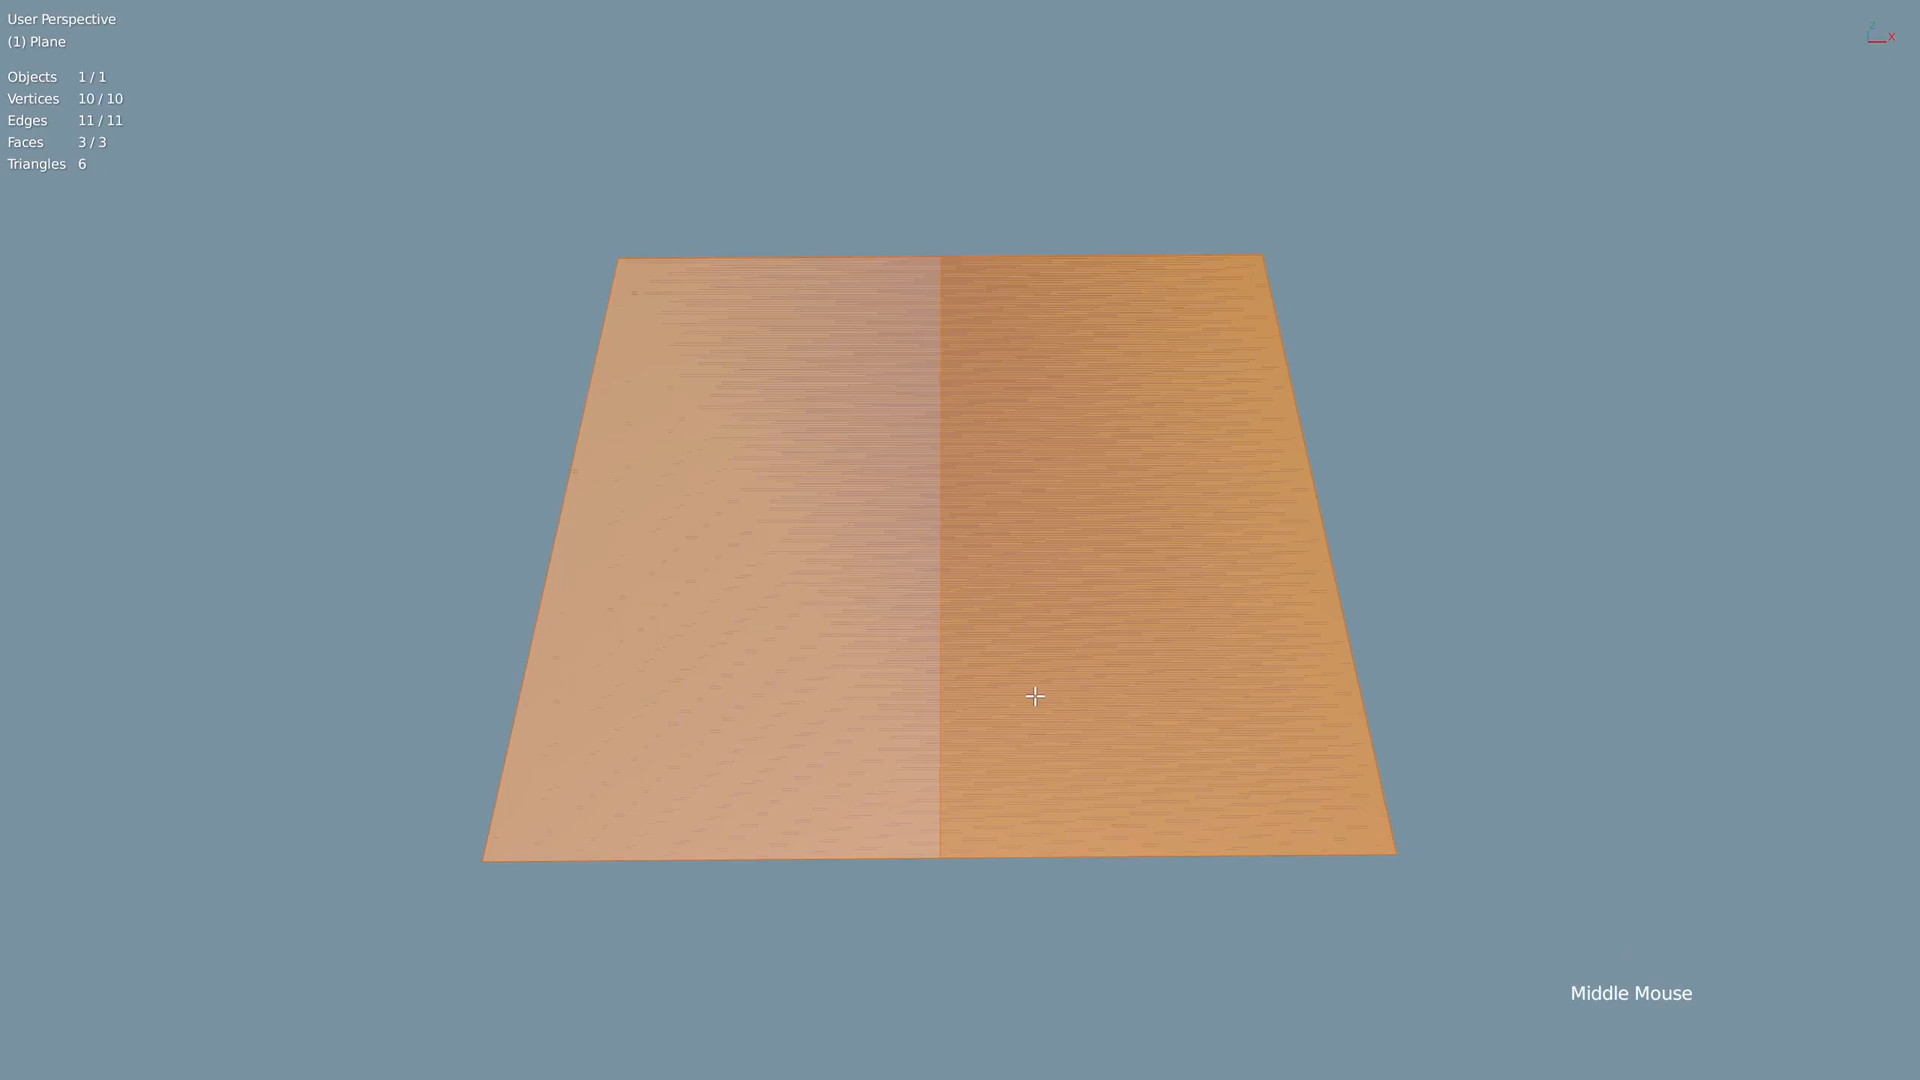 User Perspective
(1) Plane
Objects 1 / 1
Vertices 10 / 10
Edges 11 / 11
Faces 3 / 3
Triangles 6
Z
X
Middle Mouse